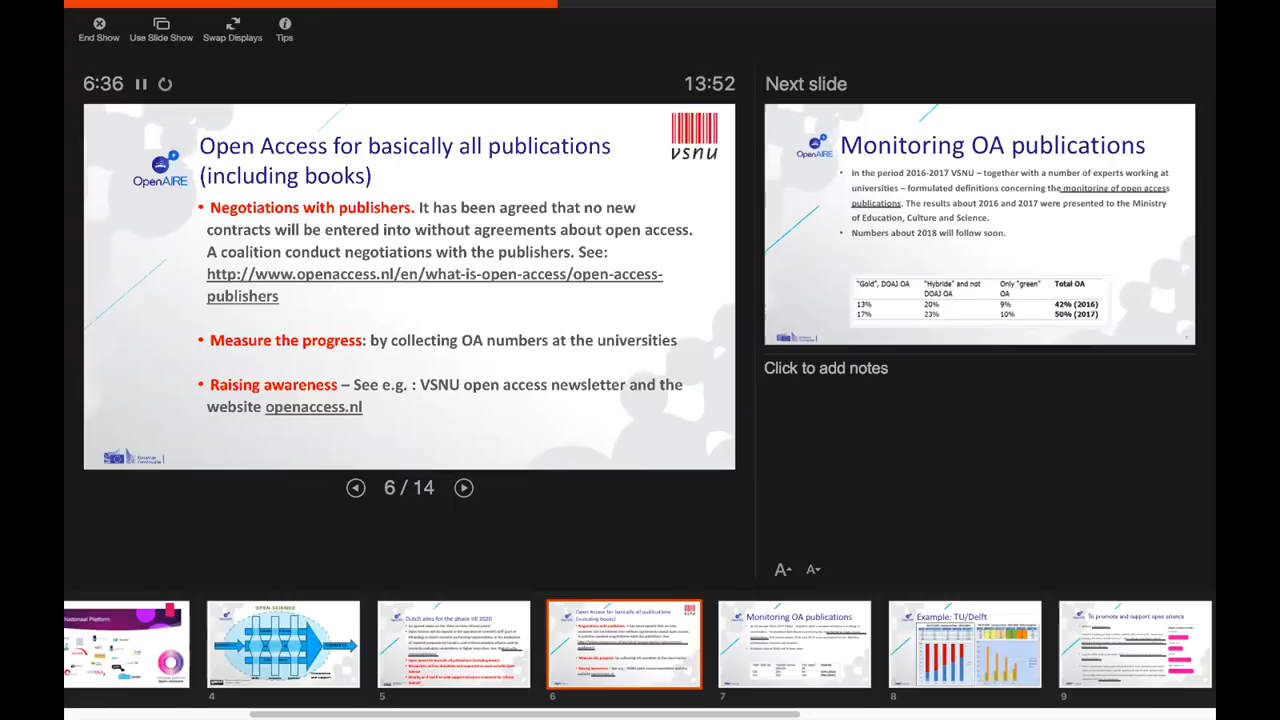 End Show
Use Slide Show
Swap Displays
Tips
6:36
13:52
Open Access for basically all publications
(including books)
vsnu
OpenAIRE
• Negotiations with publishers. It has been agreed that no new
contracts will be entered into without agreements about open access.
A coalition conduct negotiations with the publishers. See:
http://www.openaccess.nl/en/what-is-open-access/open-access-
publishers
• Measure the progress: by collecting OA numbers at the universities
• Raising awareness – See e.g. : VSNU open access newsletter and the
website openaccess.nl
6 / 14
Next slide
Monitoring OA publications
OpenAIRE
• In the period 2016-2017 VSNU – together with a number of experts working at
universities – formulated definitions concerning the monitoring of open access
publications. The results about 2016 and 2017 were presented to the Ministry
of Education, Culture and Science.
• Numbers about 2018 will follow soon.
"Gold", DOAJ OA "Hybride" and not DOAJ OA Only "green" OA Total OA
13% 20% 9% 42% (2016)
17% 23% 10% 50% (2017)
Click to add notes
A A
Nationaal Platform
OPEN SCIENCE
4
Dutch aims for the phase till 2020
5
Open Access for basically all publications
(including books)
6
Monitoring OA publications
7
Example: TU/Delft
8
To promote and support open science
9